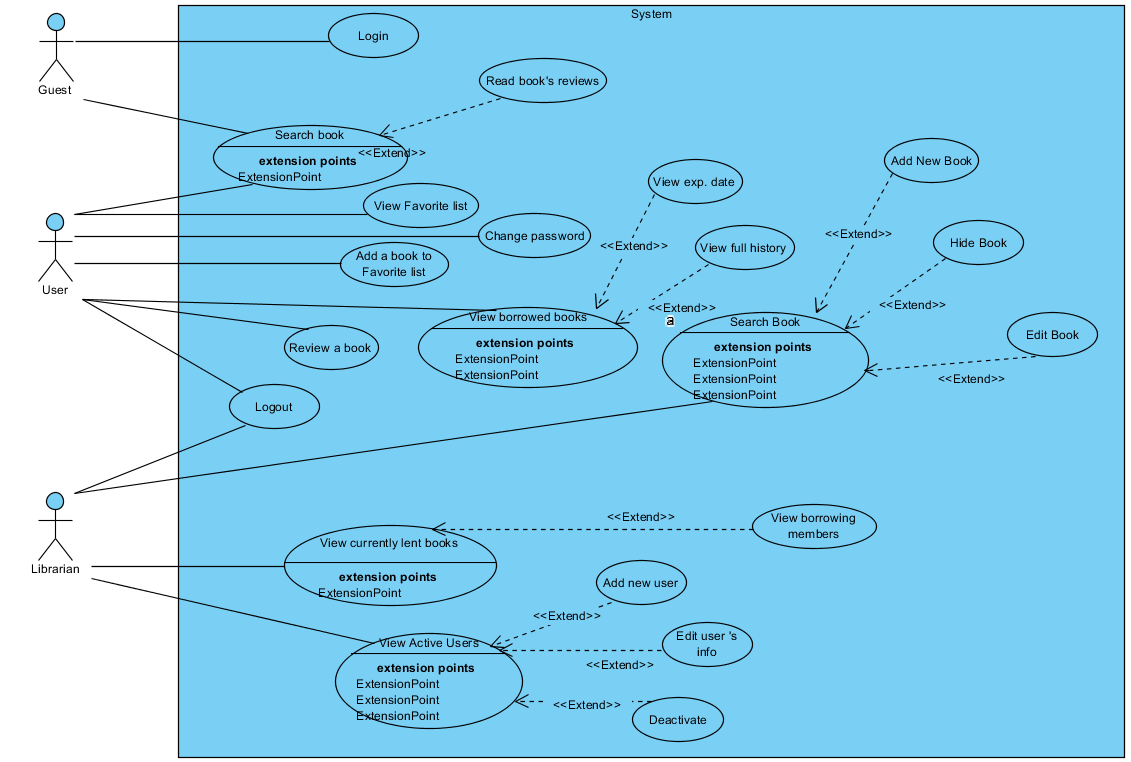 System
Login
Guest
Read book's reviews
Search book
extension points
ExtensionPoint
<<Extend>>
Add New Book
View exp. date
View Favorite list
Change password
<<Extend>>
<<Extend>>
Hide Book
View full history
Add a book to
Favorite list
User
<<Extend>>
<<Extend>>
a
View borrowed books
extension points
ExtensionPoint
ExtensionPoint
Search Book
extension points
ExtensionPoint
ExtensionPoint
ExtensionPoint
Edit Book
<<Extend>>
Review a book
Logout
Librarian
View currently lent books
extension points
ExtensionPoint
<<Extend>>
View borrowing
members
Add new user
<<Extend>>
View Active Users
extension points
ExtensionPoint
ExtensionPoint
ExtensionPoint
Edit user 's
info
<<Extend>>
<<Extend>>
Deactivate